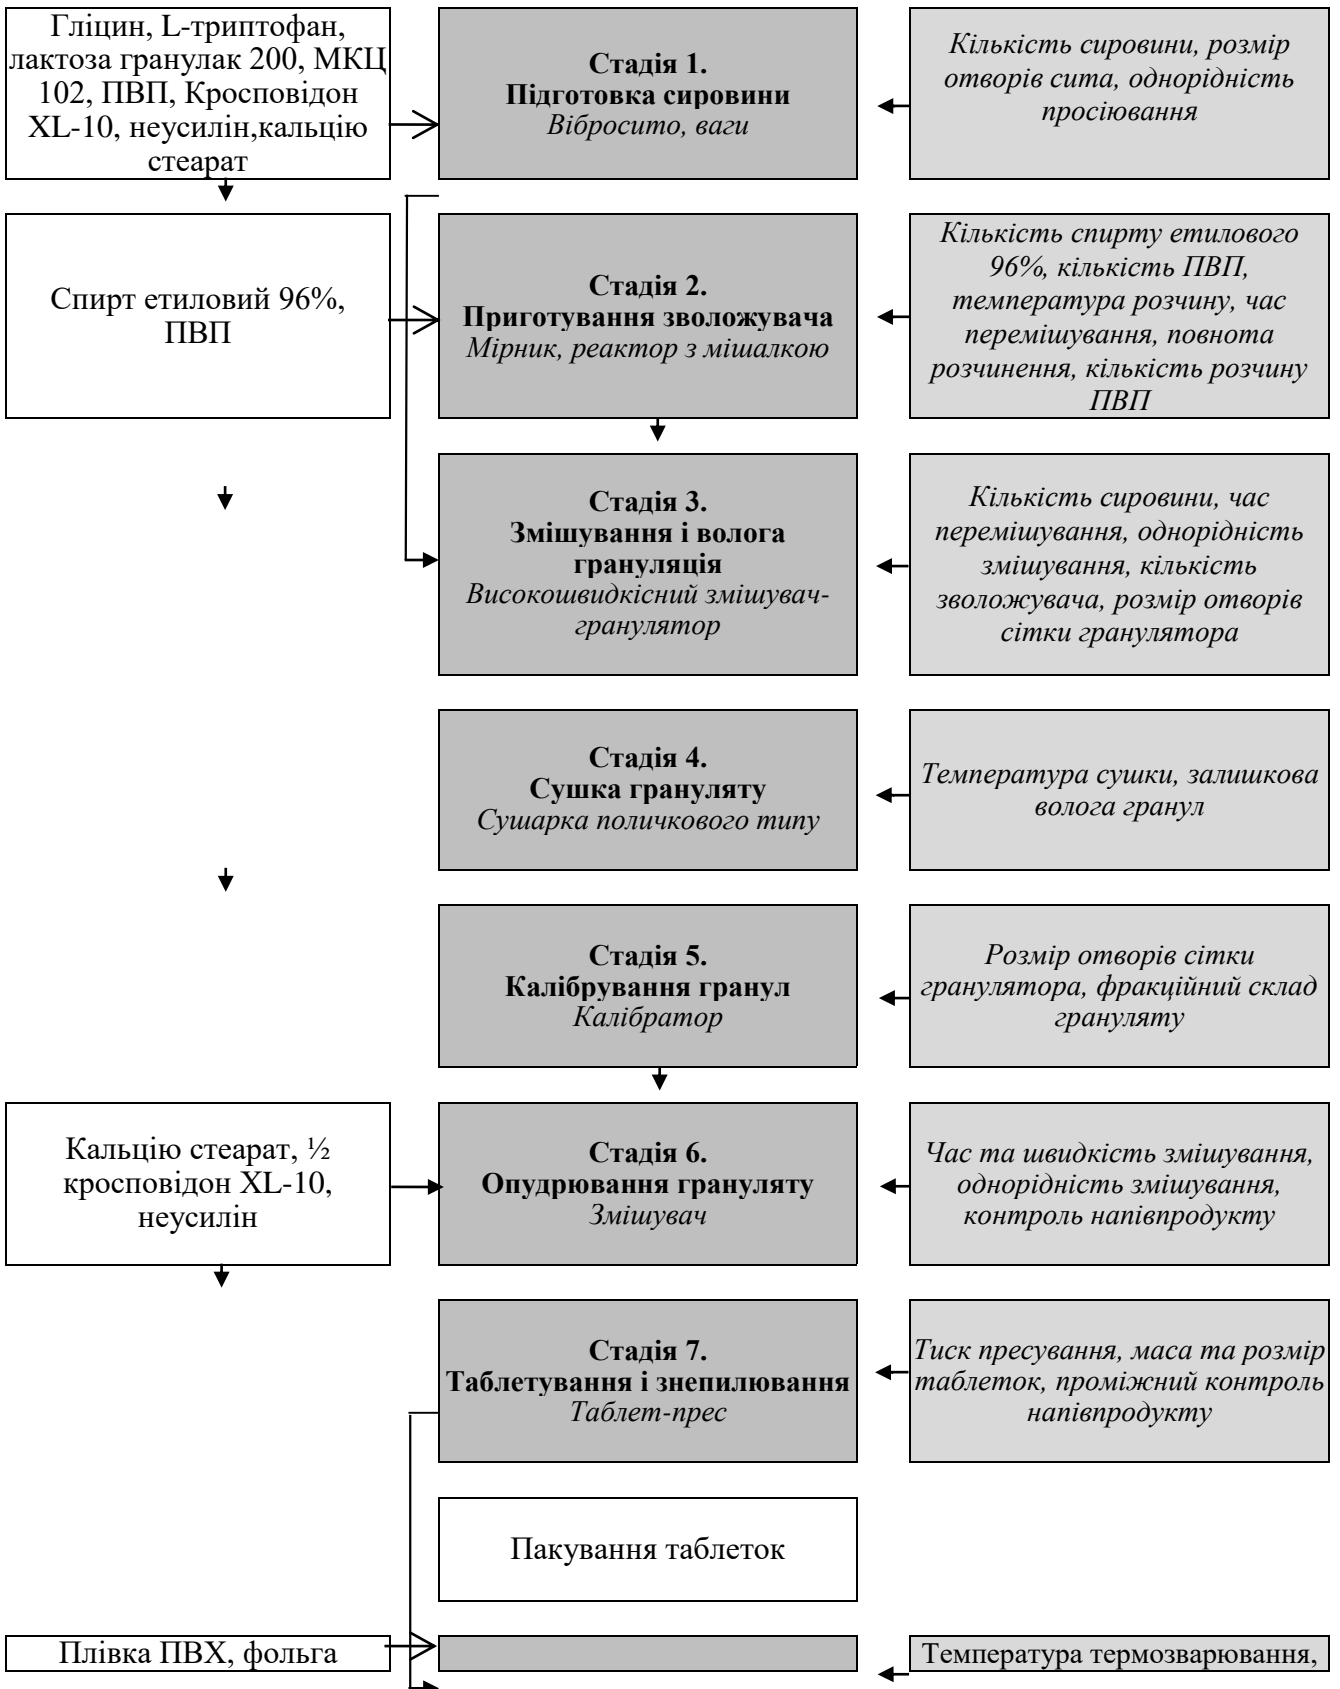 Гліцин, L-триптофан,
лактоза гранулак 200, МКЦ
102, ПВП, Кросповідон
XL-10, неусилін,кальцію
стеарат
Стадія 1.
Підготовка сировини
Вібросито, ваги
Кількість сировини, розмір
отворів сита, однорідність
просіювання
Спирт етиловий 96%,
ПВП
Стадія 2.
Приготування зволожувача
Мірник, реактор з мішалкою
Кількість спирту етилового
96%, кількість ПВП,
температура розчину, час
перемішування, повнота
розчинення, кількість розчину
ПВП
Стадія 3.
Змішування і волога
грануляція
Високошвидкісний змішувач-
гранулятор
Кількість сировини, час
перемішування, однорідність
змішування, кількість
зволожувача, розмір отворів
сітки гранулятора
Стадія 4.
Сушка грануляту
Сушарка поличкового типу
Температура сушки, залишкова
волога гранул
Стадія 5.
Калібрування гранул
Калібратор
Розмір отворів сітки
гранулятора, фракційний склад
грануляту
Кальцію стеарат, ½
кросповідон XL-10,
неусилін
Стадія 6.
Опудрювання грануляту
Змішувач
Час та швидкість змішування,
однорідність змішування,
контроль напівпродукту
Стадія 7.
Таблетування і знепилювання
Таблет-прес
Тиск пресування, маса та розмір
таблеток, проміжний контроль
напівпродукту
Пакування таблеток
Плівка ПВХ, фольга
Температура термозварювання,